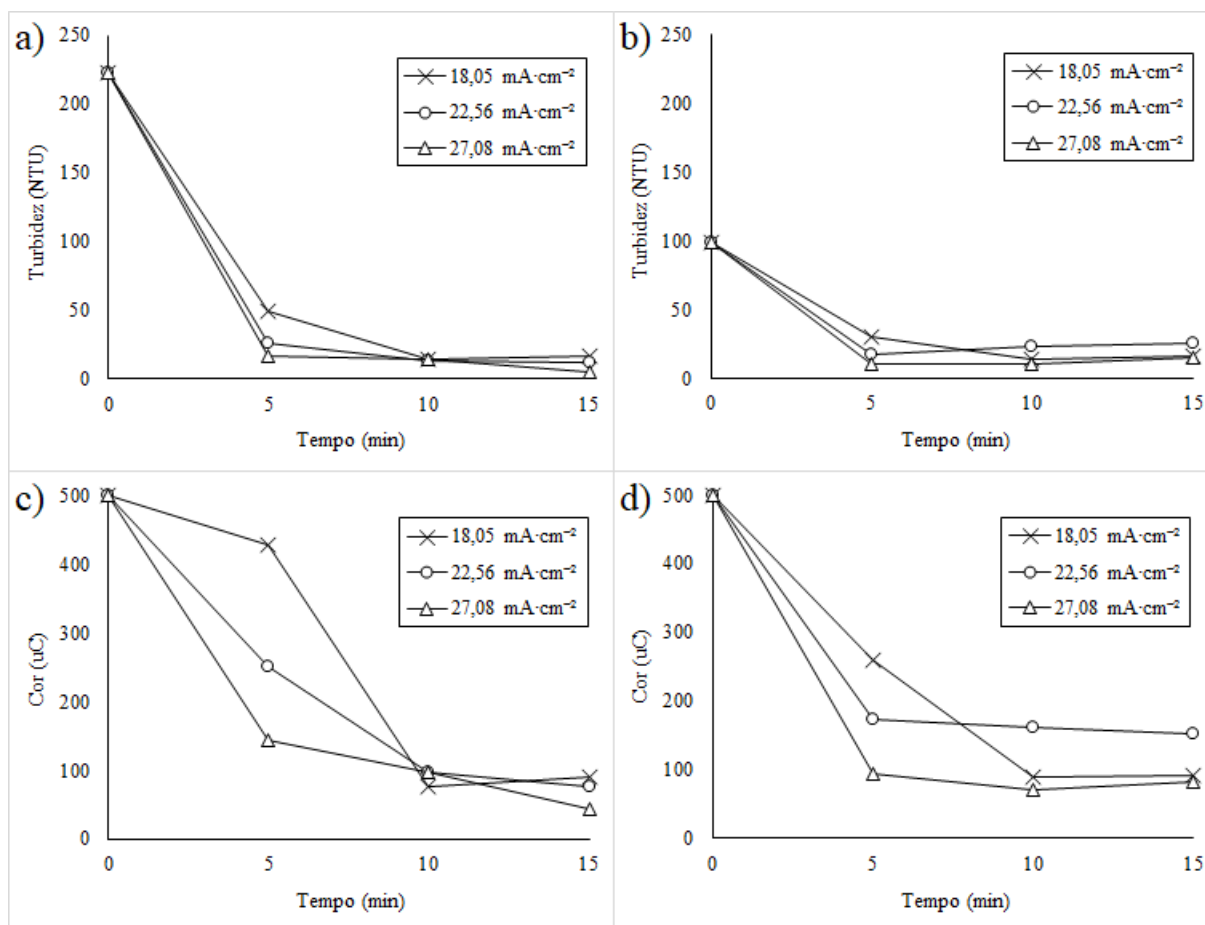 a)
250
200
150
100
50
0
Turbidez (NTU)
18,05 mA·cm⁻²
22,56 mA·cm⁻²
27,08 mA·cm⁻²
0 5 10 15
Tempo (min)
b)
250
200
150
100
50
0
Turbidez (NTU)
18,05 mA·cm⁻²
22,56 mA·cm⁻²
27,08 mA·cm⁻²
0 5 10 15
Tempo (min)
c)
500
400
300
200
100
0
Cor (uC)
18,05 mA·cm⁻²
22,56 mA·cm⁻²
27,08 mA·cm⁻²
0 5 10 15
Tempo (min)
d)
500
400
300
200
100
0
Cor (uC)
18,05 mA·cm⁻²
22,56 mA·cm⁻²
27,08 mA·cm⁻²
0 5 10 15
Tempo (min)